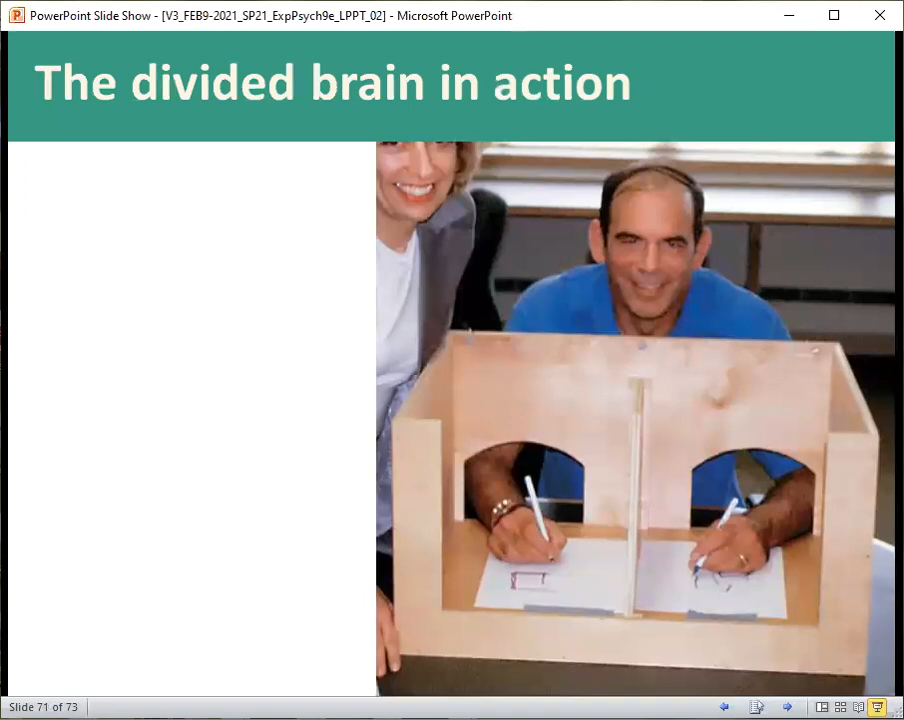 PowerPoint Slide Show - [V3_FEB9-2021_SP21_ExpPsych9e_LPPT_02] - Microsoft PowerPoint
The divided brain in action
Slide 71 of 73